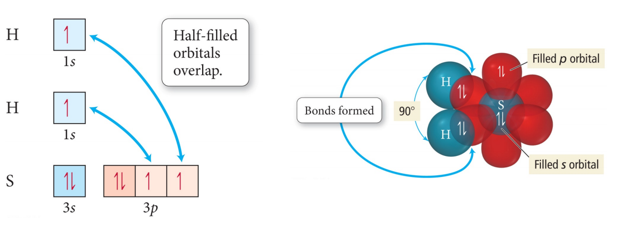 H
1s
Half-filled
orbitals
overlap.
H
1s
S
3s
3p
Bonds formed
90°
H
H
S
Filled p orbital
Filled s orbital